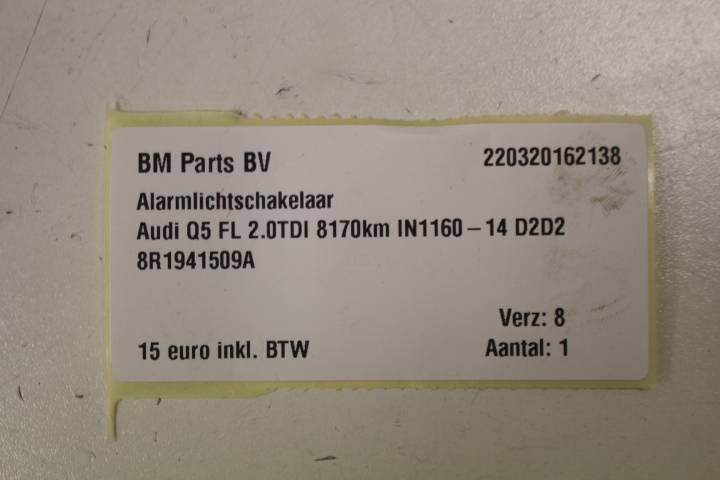 BM Parts BV 220320162138
Alarmlichtschakelaar
Audi Q5 FL 2.0TDI 8170km IN1160-14 D2D2
8R1941509A
Verz: 8
15 euro inkl. BTW Aantal: 1